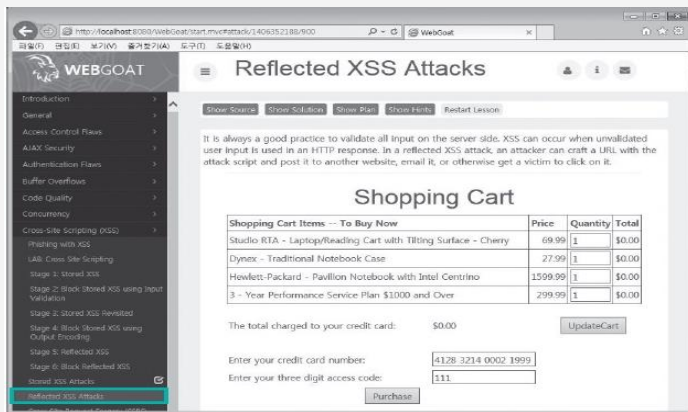 http://localhost:8080/WebGoat/start.mvc#attack/1406352188/900
WebGoat
파일(F) 편집(E) 보기(V) 즐겨찾기(A) 도구(T) 도움말(H)
WEBGOAT
Reflected XSS Attacks
Introduction
General
Access Control Flaws
AJAX Security
Authentication Flaws
Buffer Overflows
Code Quality
Concurrency
Cross-Site Scripting (XSS)
Phishing with XSS
LAB: Cross Site Scripting
Stage 1: Stored XSS
Stage 2: Block Stored XSS using Input
Validation
Stage 3: Stored XSS Revisited
Stage 4: Block Stored XSS using
Output Encoding
Stage 5: Reflected XSS
Stage 6: Block Reflected XSS
Stored XSS Attacks
Reflected XSS Attacks
Show Source Show Solution Show Plan Show Hints Restart Lesson
It is always a good practice to validate all input on the server side. XSS can occur when unvalidated
user input is used in an HTTP response. In a reflected XSS attack, an attacker can craft a URL with the
attack script and post it to another website, email it, or otherwise get a victim to click on it.
Shopping Cart
Shopping Cart Items -- To Buy Now Price Quantity Total
Studio RTA - Laptop/Reading Cart with Tilting Surface - Cherry 69.99 1 $0.00
Dynex - Traditional Notebook Case 27.99 1 $0.00
Hewlett-Packard - Pavilion Notebook with Intel Centrino 1599.99 1 $0.00
3 - Year Performance Service Plan $1000 and Over 299.99 1 $0.00
The total charged to your credit card: $0.00 UpdateCart
Enter your credit card number: 4128 3214 0002 1999
Enter your three digit access code: 111
Purchase